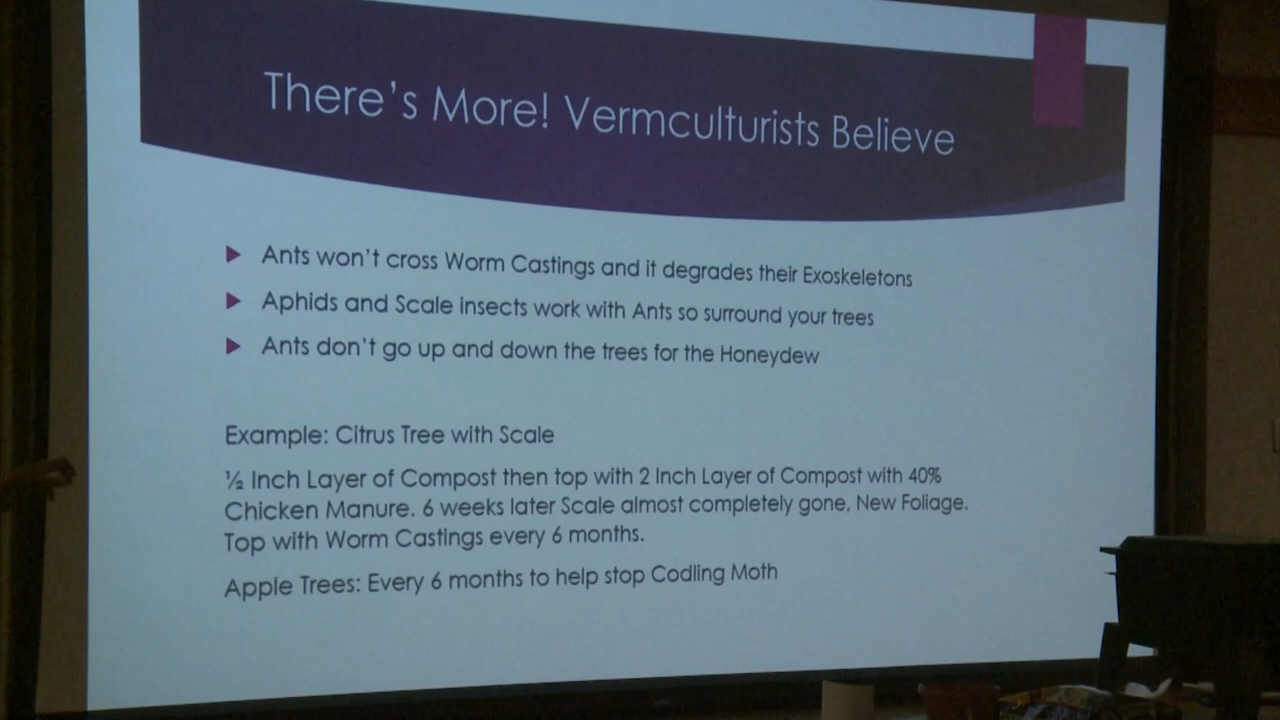 There's More! Vermculturists Believe
Ants won't cross Worm Castings and it degrades their Exoskeletons
Aphids and Scale insects work with Ants so surround your trees
Ants don't go up and down the trees for the Honeydew
Example: Citrus Tree with Scale
½ Inch Layer of Compost then top with 2 Inch Layer of Compost with 40%
Chicken Manure. 6 weeks later Scale almost completely gone, New Foliage.
Top with Worm Castings every 6 months.
Apple Trees: Every 6 months to help stop Codling Moth